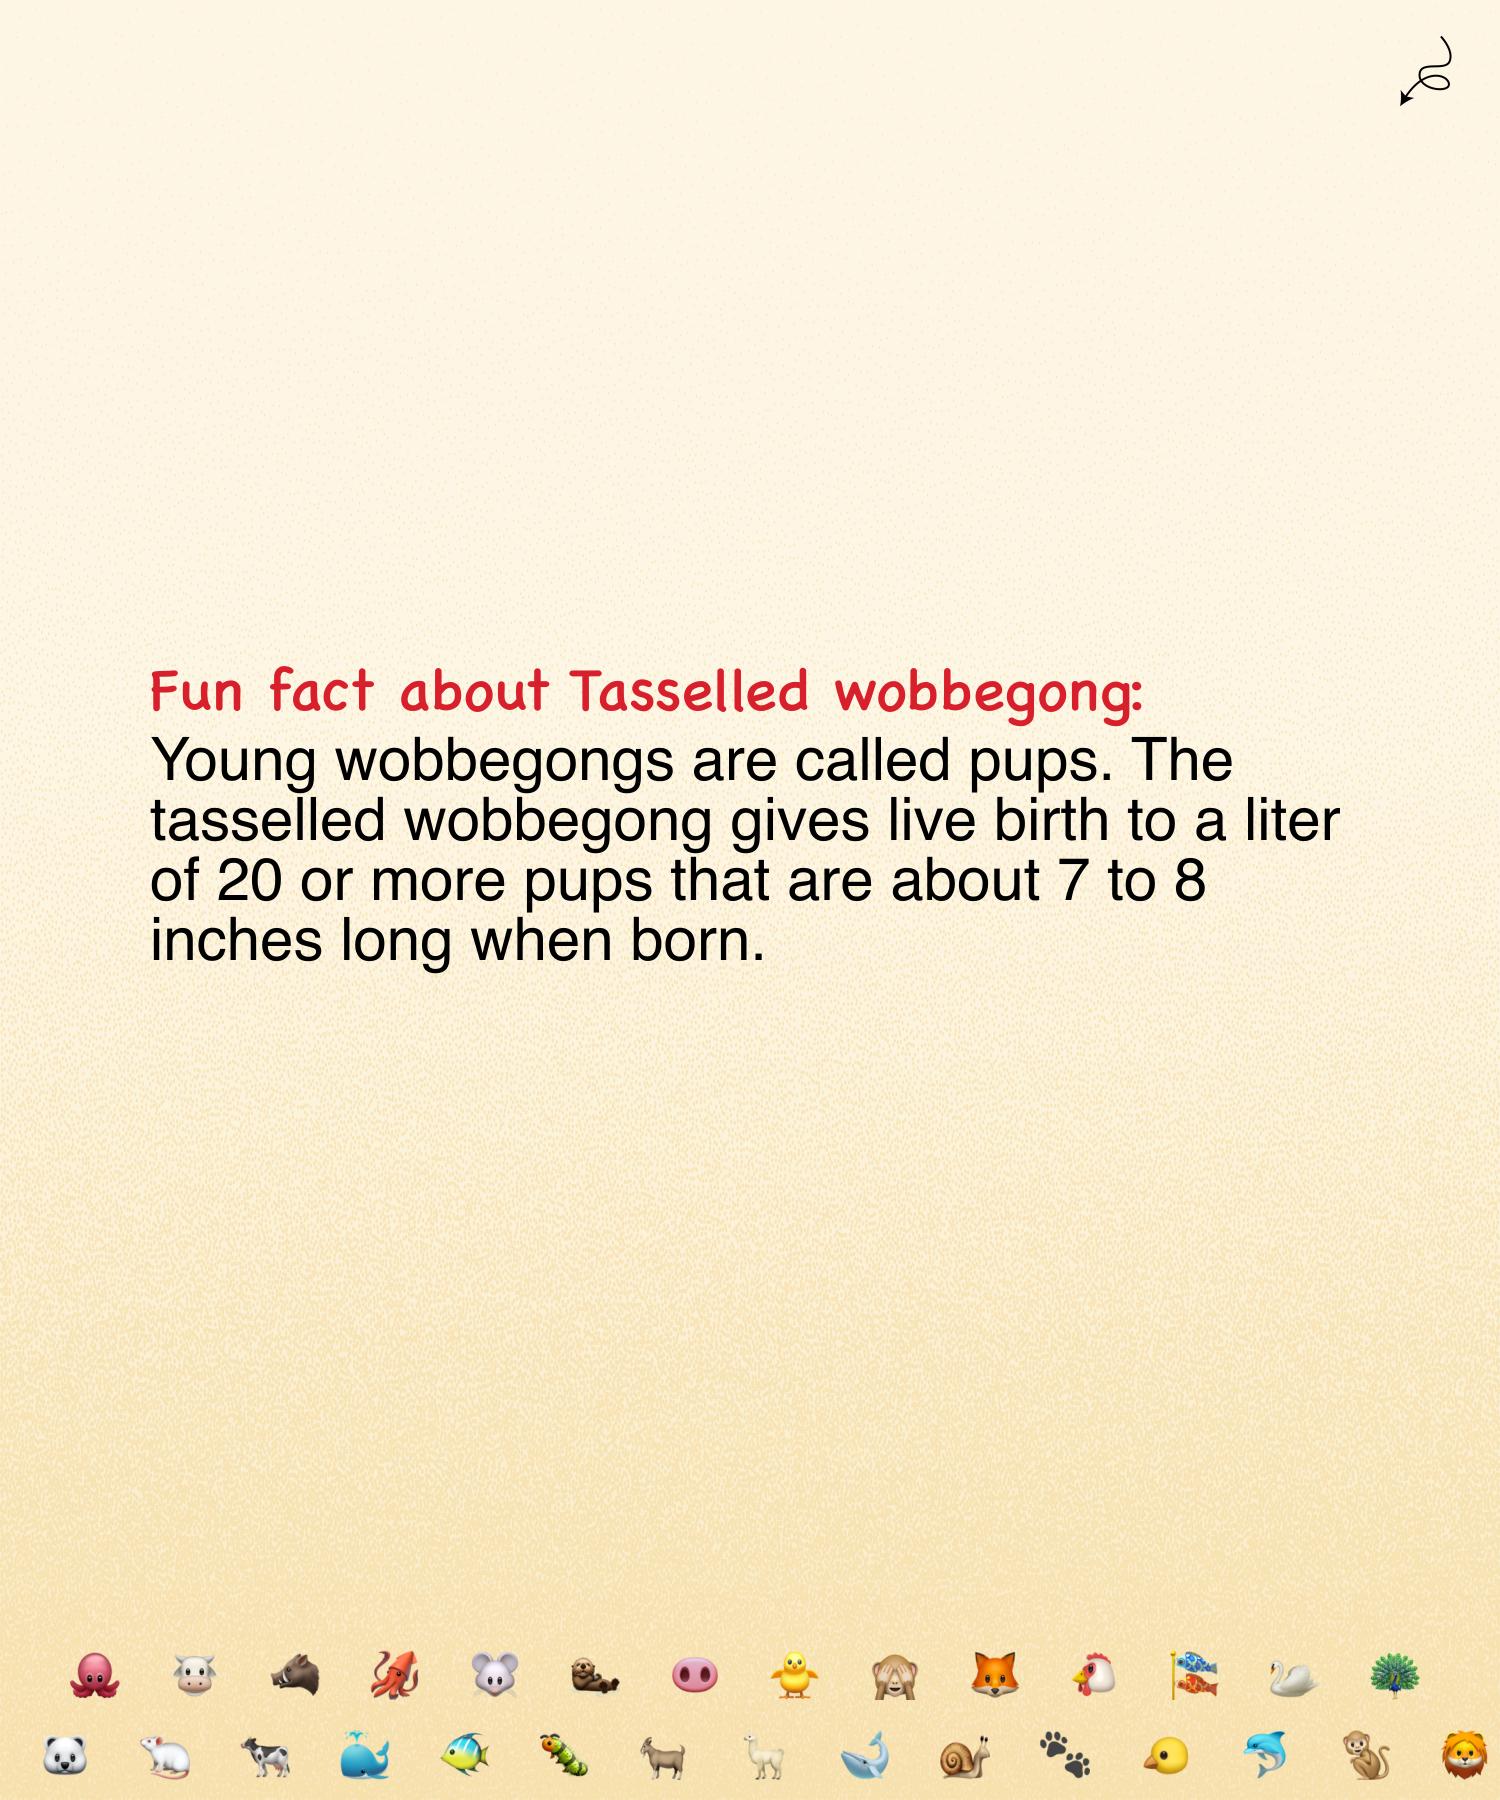 Fun fact about Tasselled wobbegong:
Young wobbegongs are called pups. The
tasselled wobbegong gives live birth to a liter
of 20 or more pups that are about 7 to 8
inches long when born.